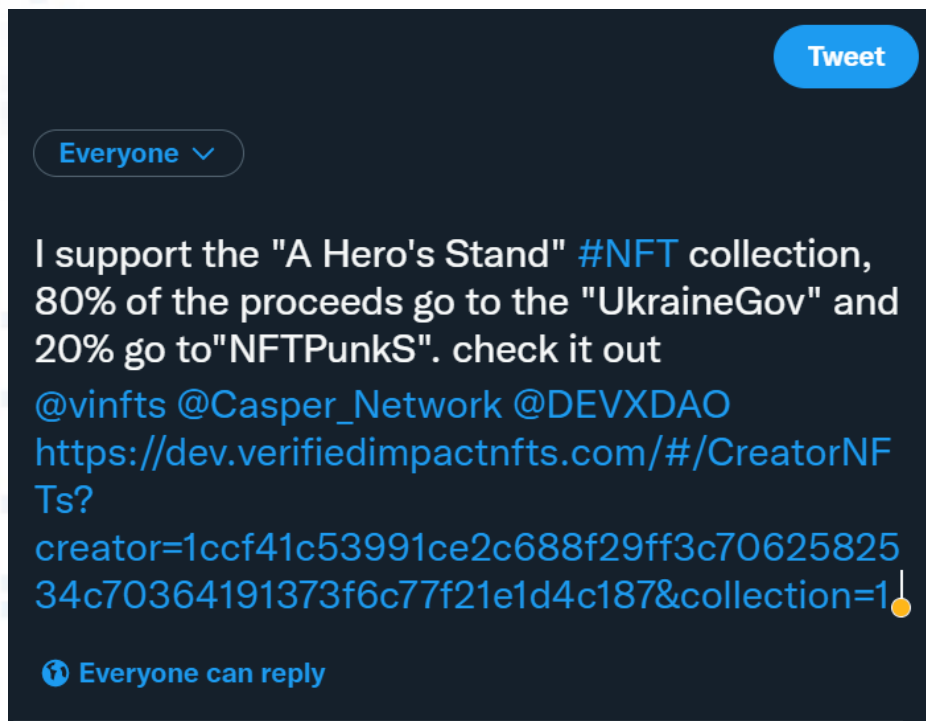 Tweet
Everyone
I support the "A Hero's Stand" #NFT collection,
80% of the proceeds go to the "UkraineGov" and
20% go to"NFTPunkS". check it out
@vinfts @Casper_Network @DEVXDAO
https://dev.verifiedimpactnfts.com/#/CreatorNF
Ts?
creator=1ccf41c53991ce2c688f29ff3c70625825
34c70364191373f6c77f21e1d4c187&collection=1
Everyone can reply